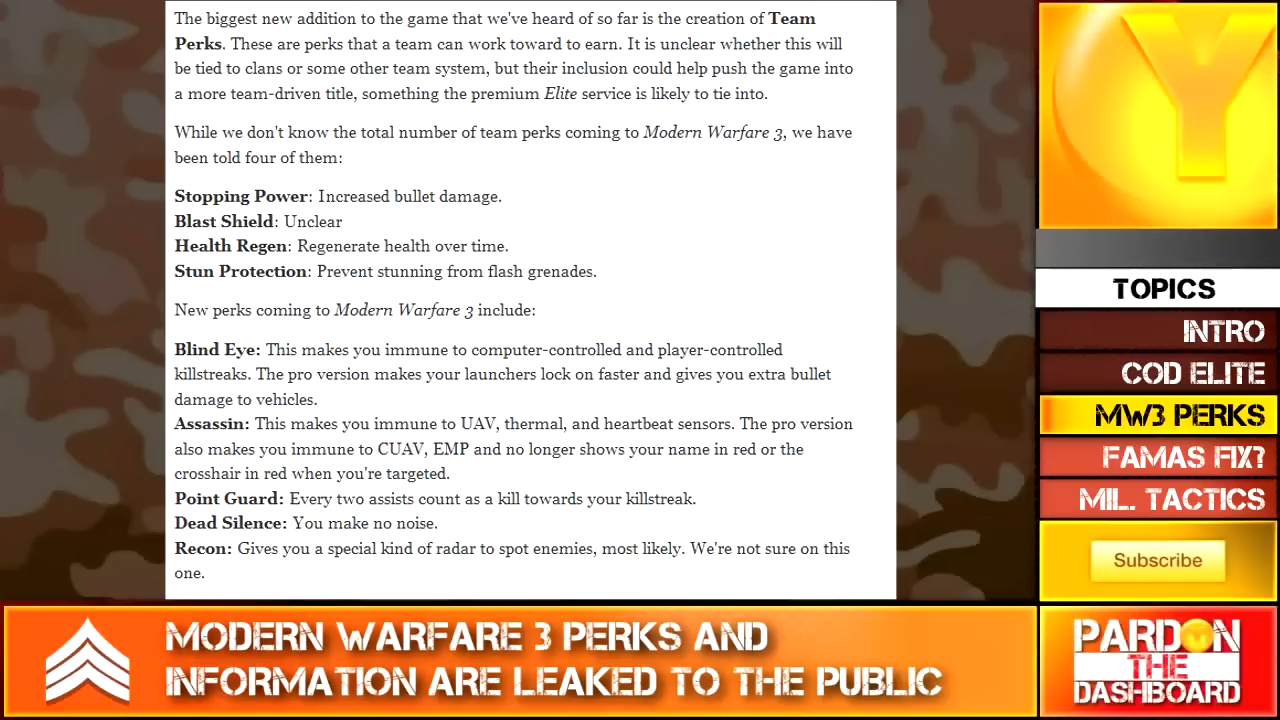 The biggest new addition to the game that we've heard of so far is the creation of Team
Perks. These are perks that a team can work toward to earn. It is unclear whether this will
be tied to clans or some other team system, but their inclusion could help push the game into
a more team-driven title, something the premium Elite service is likely to tie into.
While we don't know the total number of team perks coming to Modern Warfare 3, we have
been told four of them:
Stopping Power: Increased bullet damage.
Blast Shield: Unclear
Health Regen: Regenerate health over time.
Stun Protection: Prevent stunning from flash grenades.
New perks coming to Modern Warfare 3 include:
Blind Eye: This makes you immune to computer-controlled and player-controlled
killstreaks. The pro version makes your launchers lock on faster and gives you extra bullet
damage to vehicles.
Assassin: This makes you immune to UAV, thermal, and heartbeat sensors. The pro version
also makes you immune to CUAV, EMP and no longer shows your name in red or the
crosshair in red when you're targeted.
Point Guard: Every two assists count as a kill towards your killstreak.
Dead Silence: You make no noise.
Recon: Gives you a special kind of radar to spot enemies, most likely. We're not sure on this
one.
Y
TOPICS
INTRO
COD ELITE
MW3 PERKS
FAMAS FIX?
MIL. TACTICS
Subscribe
MODERN WARFARE 3 PERKS AND
INFORMATION ARE LEAKED TO THE PUBLIC
PARDON
THE
DASHBOARD